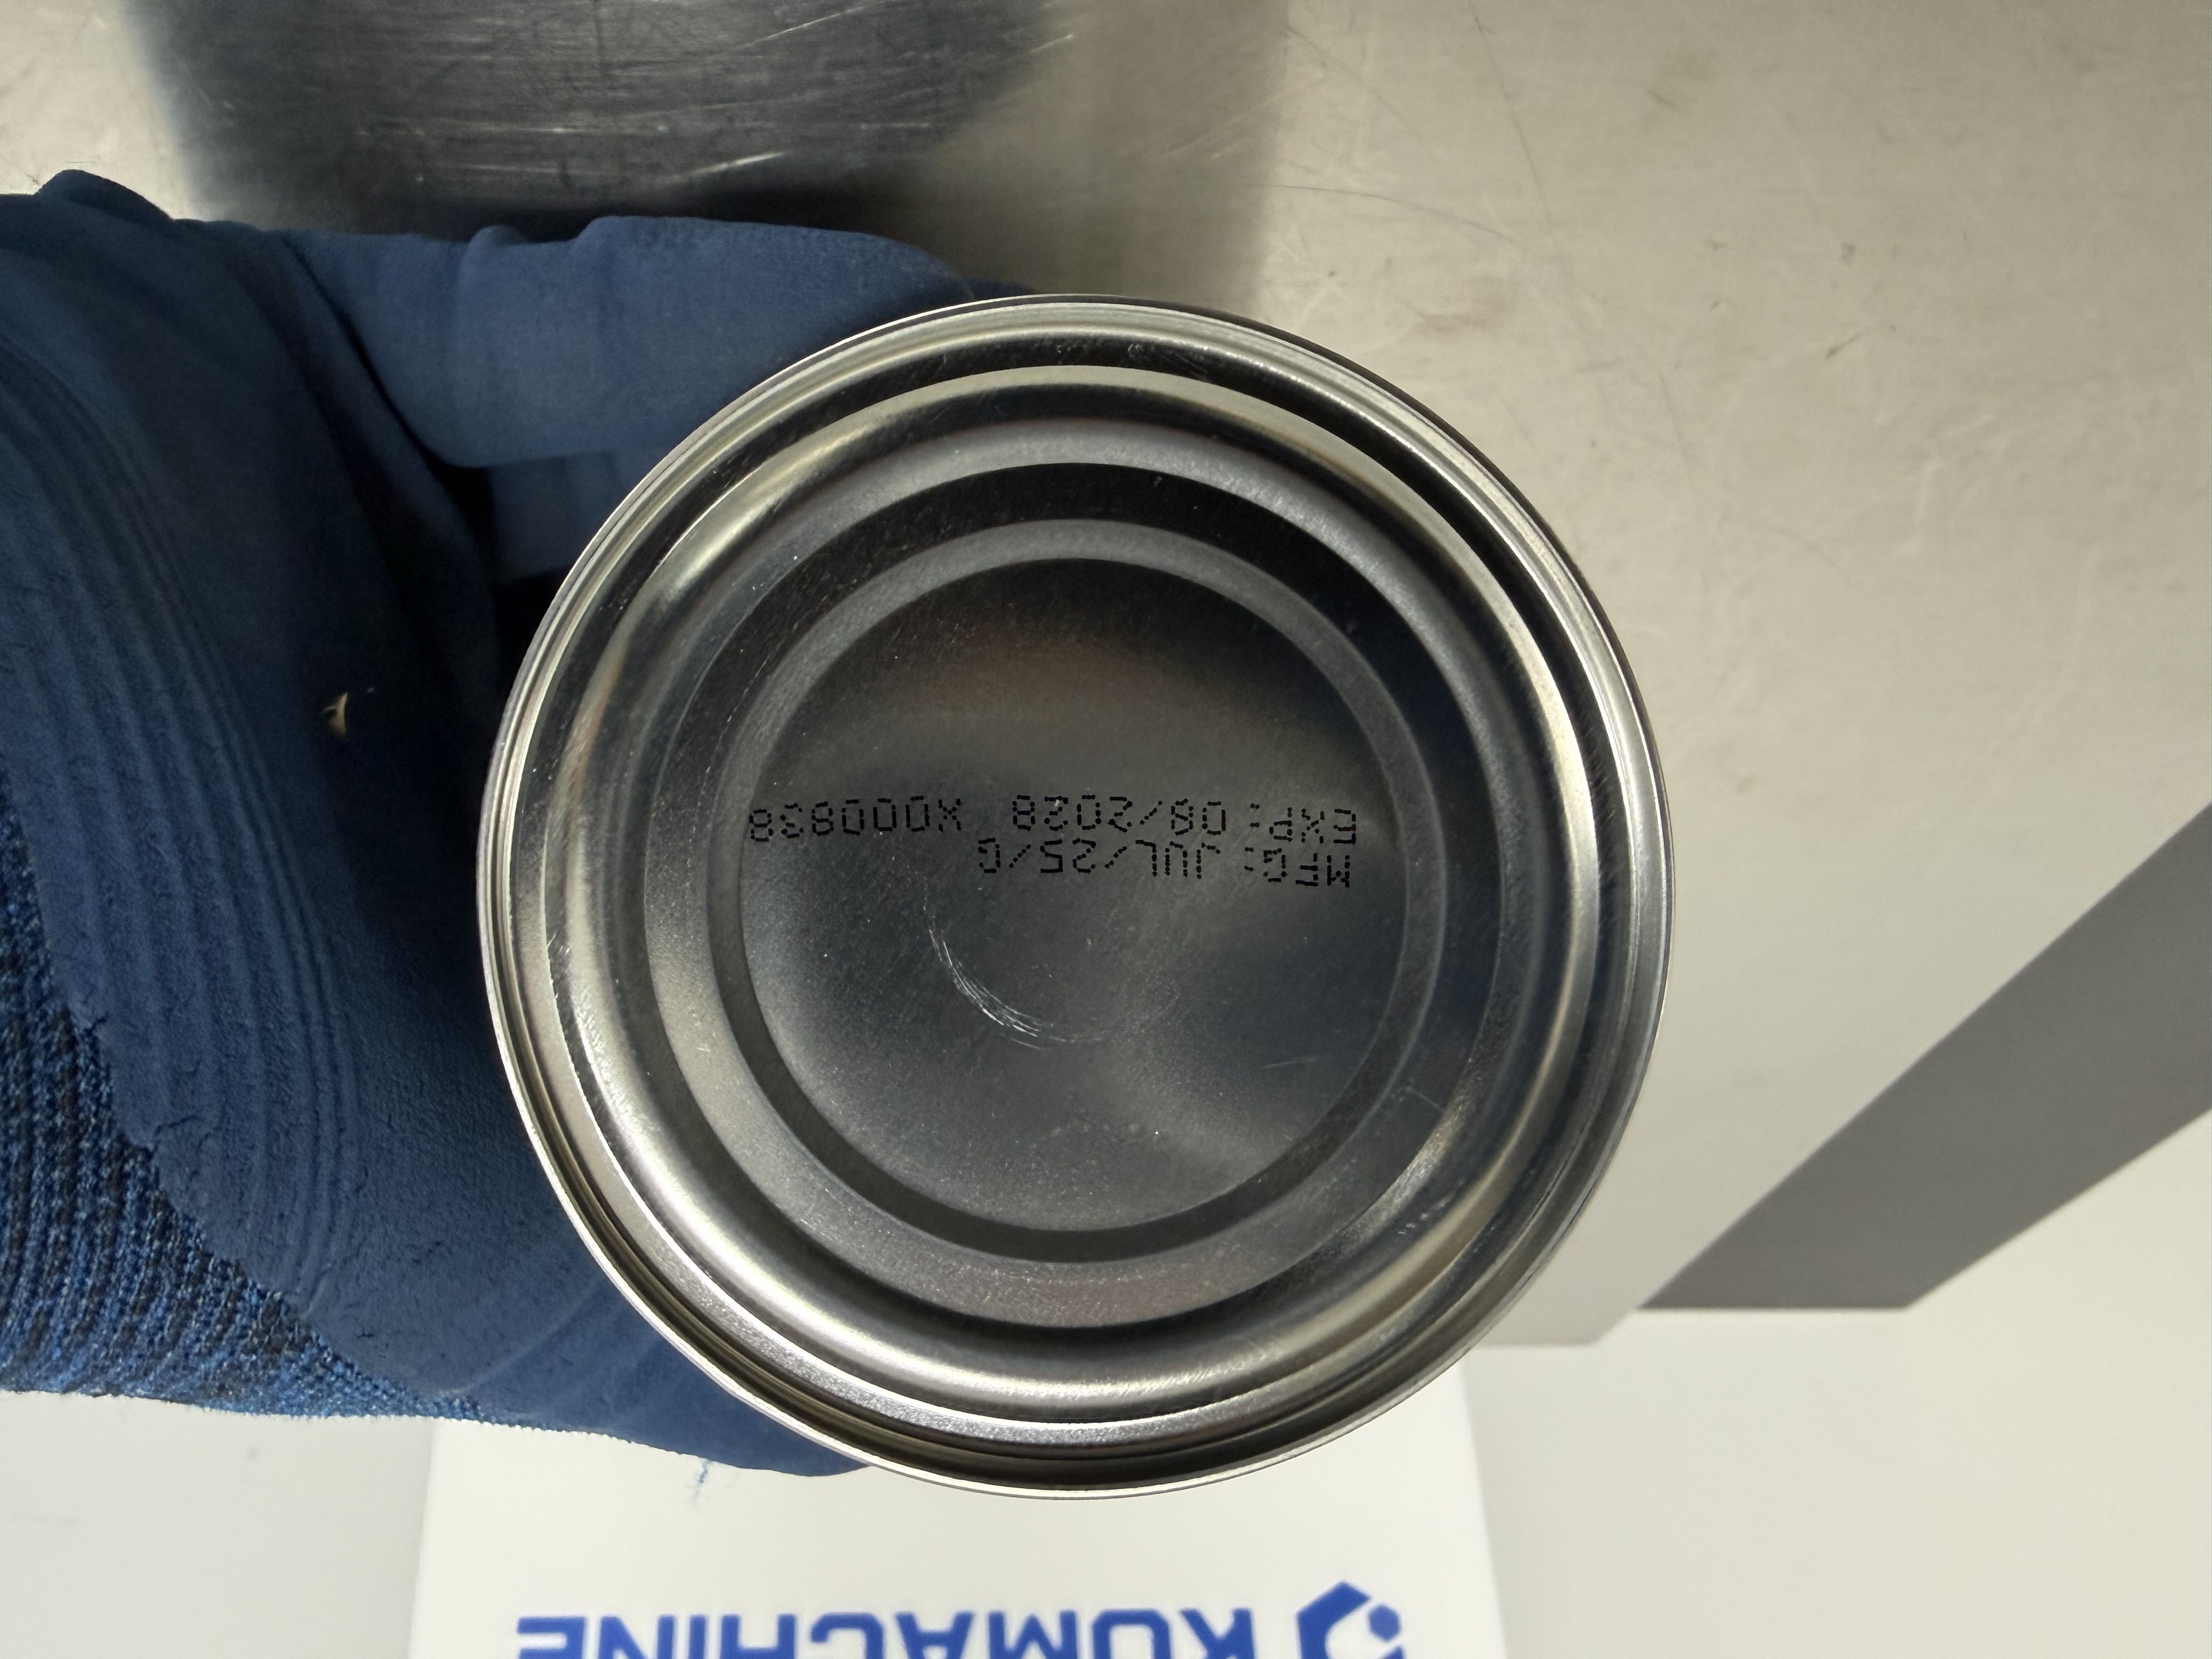 KOMACHINE
MFG: JUL/25/G
EXP: 08/2028 X000838